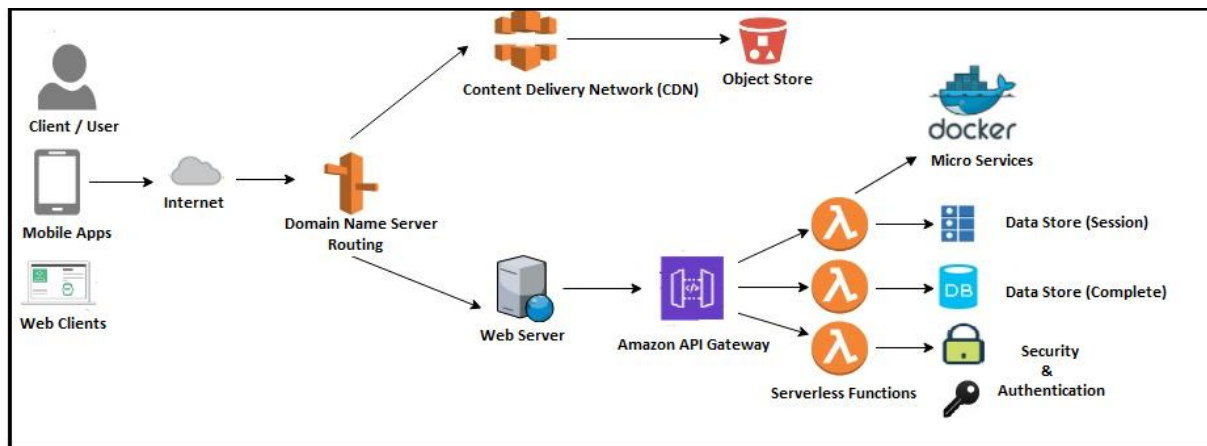 Client / User
Mobile Apps
Web Clients
Internet
Domain Name Server
Routing
Content Delivery Network (CDN)
Object Store
Web Server
Amazon API Gateway
Serverless Functions
docker
Micro Services
Data Store (Session)
DB
Data Store (Complete)
Security
&
Authentication